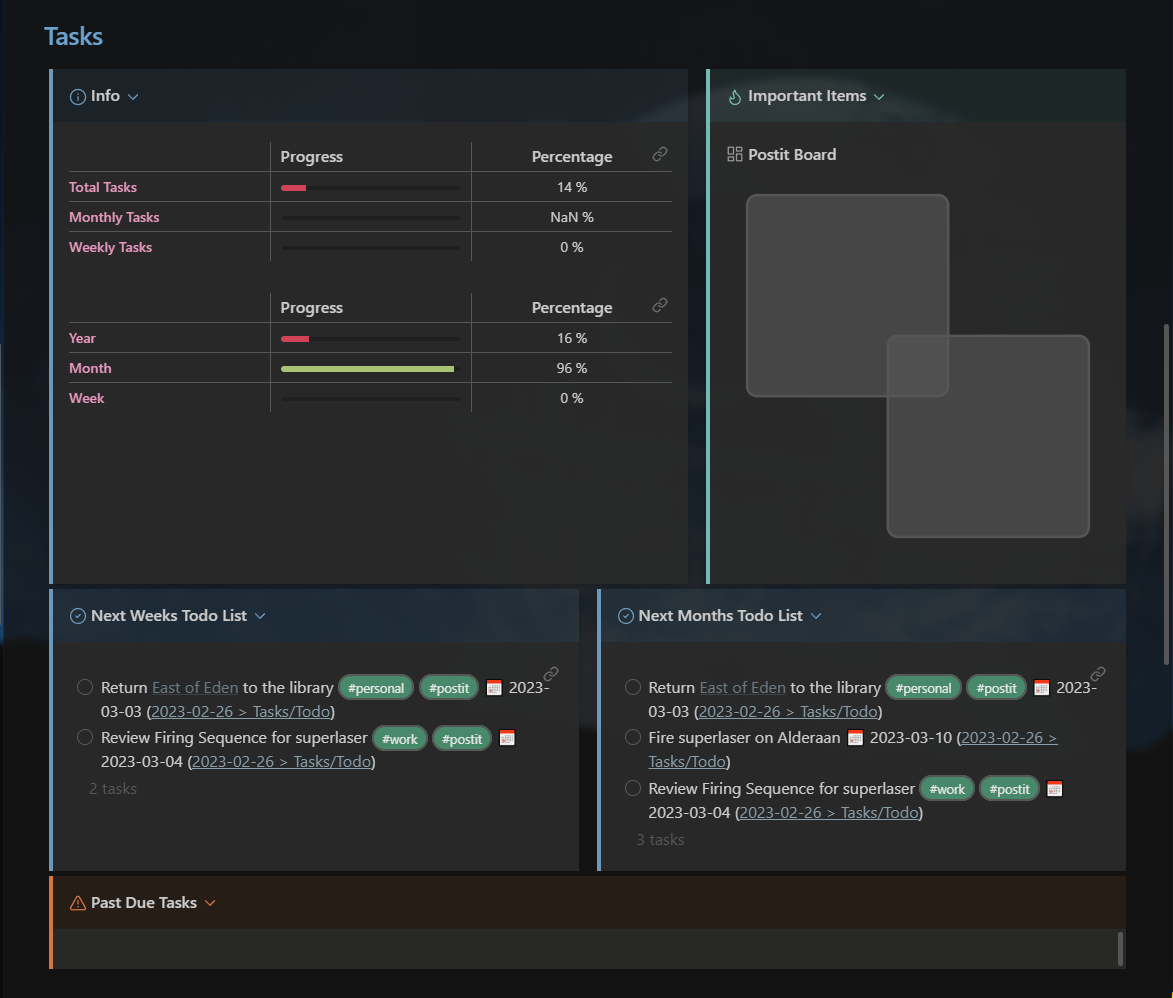 Tasks
Info
Progress Percentage
Total Tasks 14 %
Monthly Tasks NaN %
Weekly Tasks 0 %
Progress Percentage
Year 16 %
Month 96 %
Week 0 %
Important Items
Postit Board
Next Weeks Todo List
Return East of Eden to the library #personal #postit 2023-
03-03 (2023-02-26 > Tasks/Todo)
Review Firing Sequence for superlaser #work #postit
2023-03-04 (2023-02-26 > Tasks/Todo)
2 tasks
Next Months Todo List
Return East of Eden to the library #personal #postit 2023-
03-03 (2023-02-26 > Tasks/Todo)
Fire superlaser on Alderaan 2023-03-10 (2023-02-26 >
Tasks/Todo)
Review Firing Sequence for superlaser #work #postit
2023-03-04 (2023-02-26 > Tasks/Todo)
3 tasks
Past Due Tasks